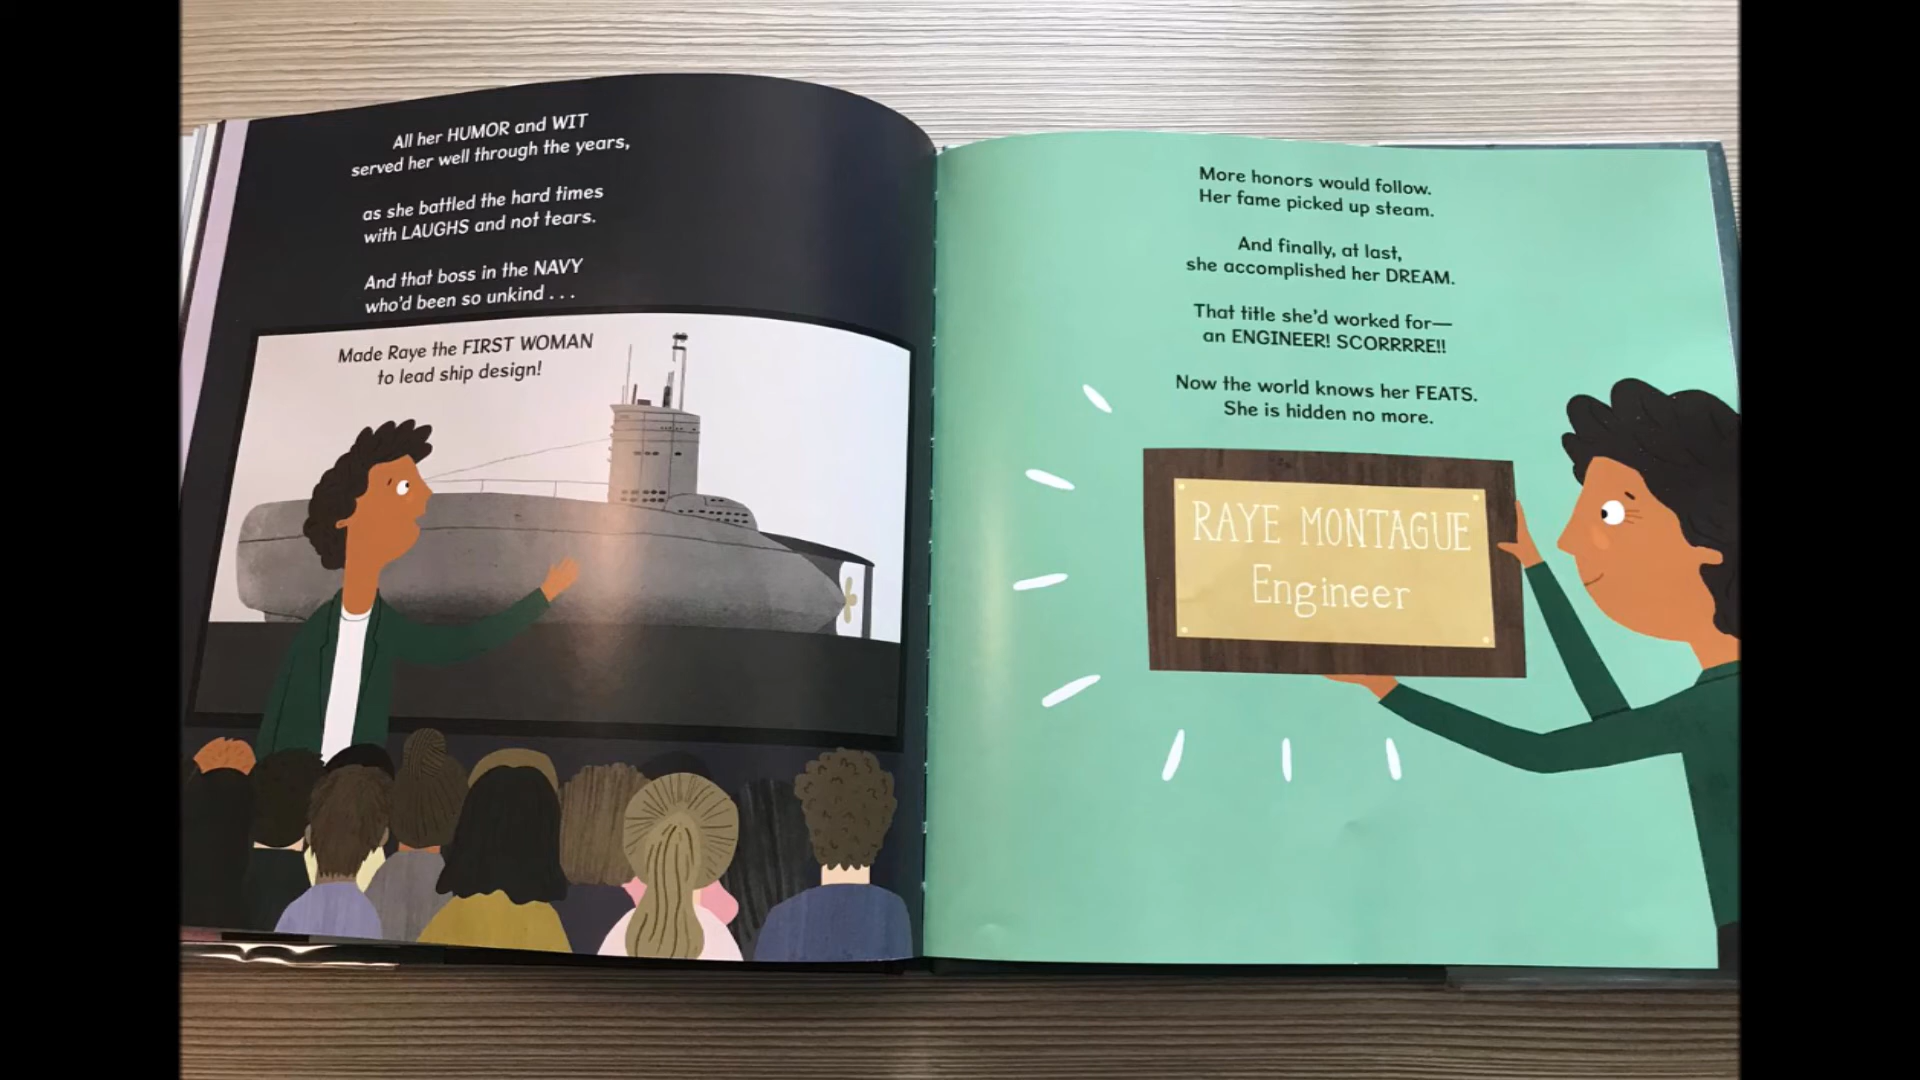 All her HUMOR and WIT
served her well through the years,
as she battled the hard times
with LAUGHS and not tears.
And that boss in the NAVY
who'd been so unkind . . .
Made Raye the FIRST WOMAN
to lead ship design!
More honors would follow.
Her fame picked up steam.
And finally, at last,
she accomplished her DREAM.
That title she'd worked for—
an ENGINEER! SCORRRRE!!
Now the world knows her FEATS.
She is hidden no more.
RAYE MONTAGUE
Engineer